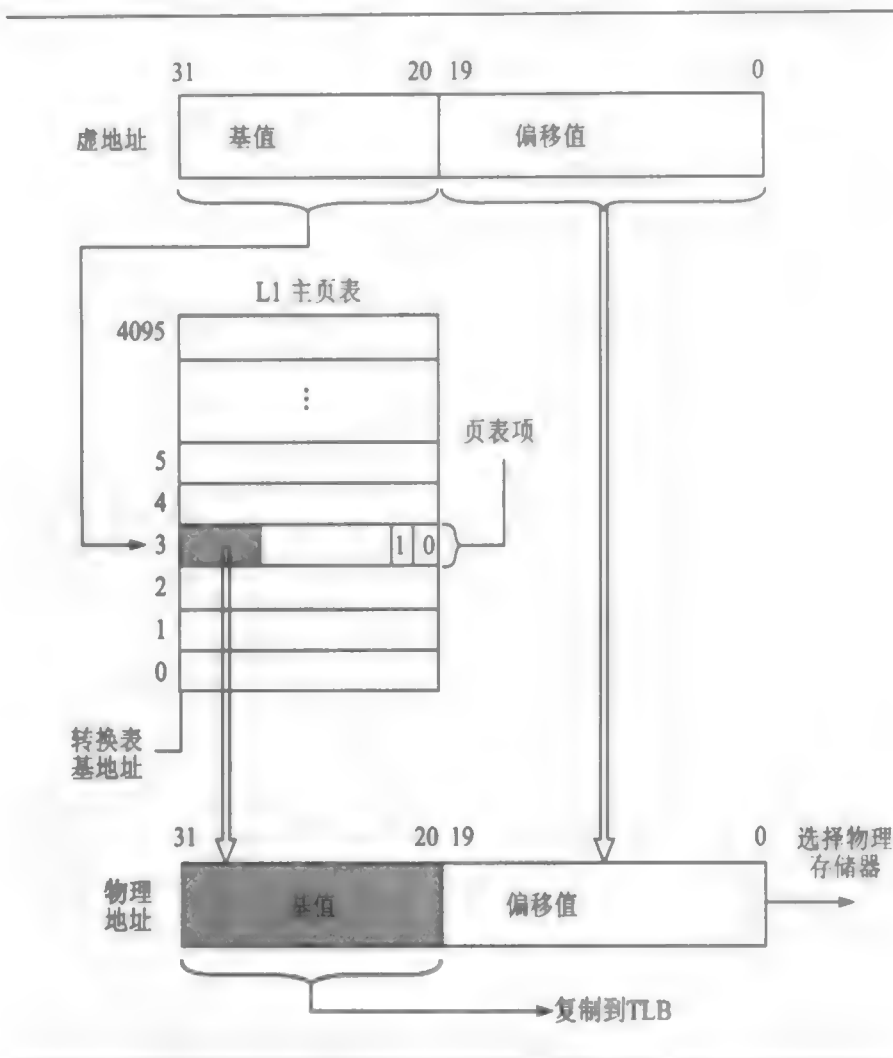 31 20 19 0
虚地址 基值 偏移值
L1 主页表
4095
⋮
页表项
5
4
3 1 0
2
1
0
转换表
基地址
31 20 19 0 选择物理
存储器
物理
地址 基值 偏移值
复制到TLB